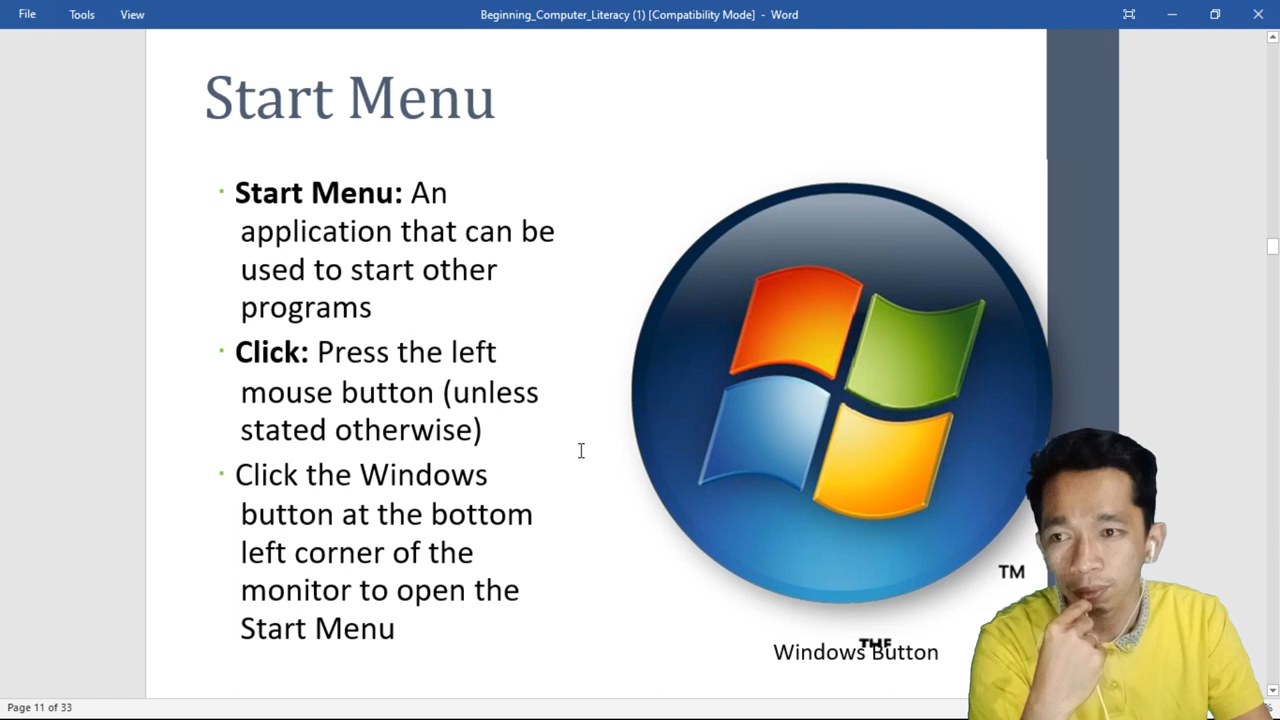 File Tools View Beginning_Computer_Literacy (1) [Compatibility Mode] - Word
Start Menu
· Start Menu: An
application that can be
used to start other
programs
· Click: Press the left
mouse button (unless
stated otherwise)
· Click the Windows
button at the bottom
left corner of the
monitor to open the
Start Menu
TM
THE
Windows Button
Page 11 of 33